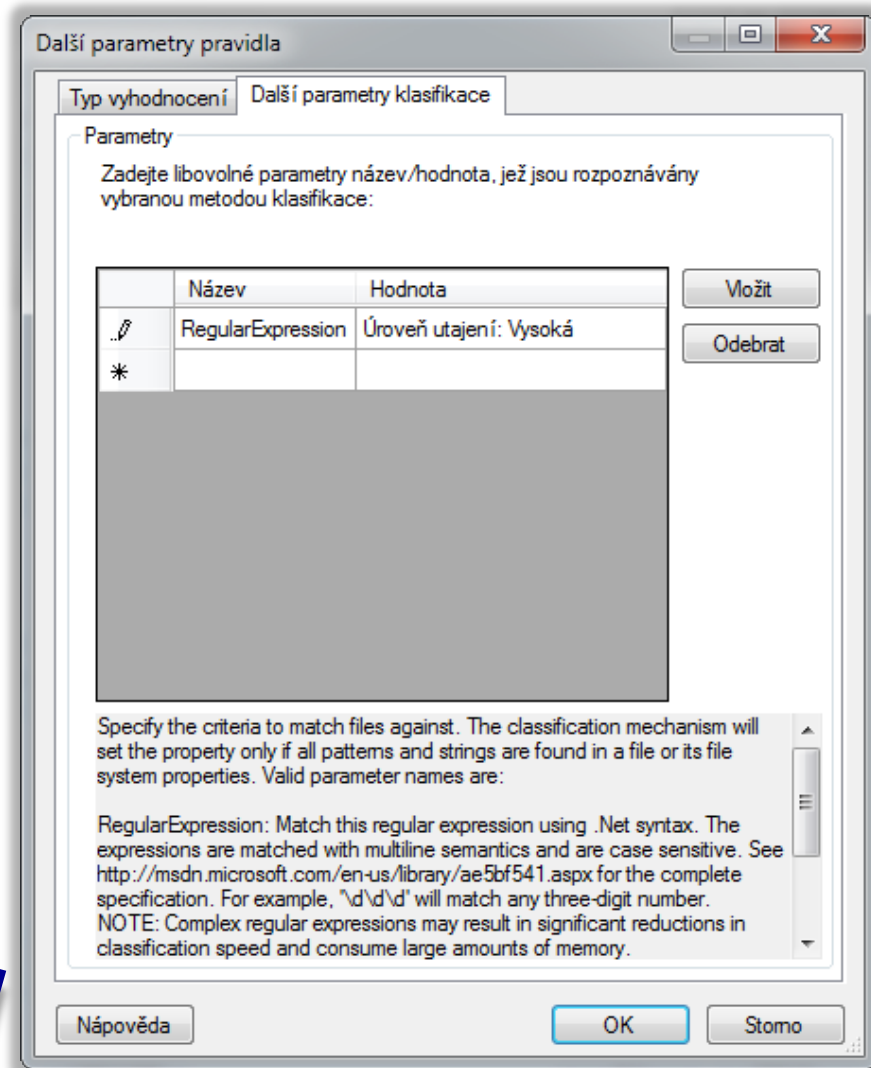 Další parametry pravidla
Typ vyhodnocení
Další parametry klasifikace
Parametry
Zadejte libovolné parametry název/hodnota, jež jsou rozpoznávány
vybranou metodou klasifikace:
Název Hodnota
RegularExpression Úroveň utajení: Vysoká
Vložit
Odebrat
Specify the criteria to match files against. The classification mechanism will
set the property only if all patterns and strings are found in a file or its file
system properties. Valid parameter names are:
RegularExpression: Match this regular expression using .Net syntax. The
expressions are matched with multiline semantics and are case sensitive. See
http://msdn.microsoft.com/en-us/library/ae5bf541.aspx for the complete
specification. For example, '\d\d\d' will match any three-digit number.
NOTE: Complex regular expressions may result in significant reductions in
classification speed and consume large amounts of memory.
Nápověda
OK
Storno